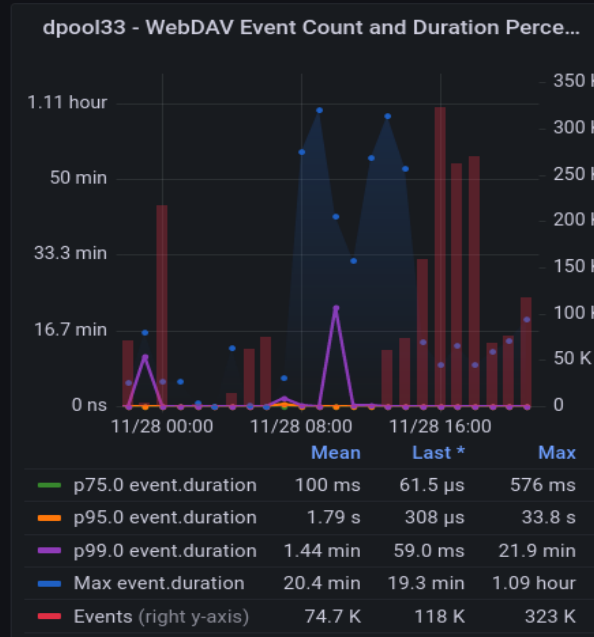 dpool33 - WebDAV Event Count and Duration Perce...
1.11 hour
50 min
33.3 min
16.7 min
0 ns
350 K
300 K
250 K
200 K
150 K
100 K
50 K
0
11/28 00:00 11/28 08:00 11/28 16:00
Mean Last * Max
p75.0 event.duration 100 ms 61.5 µs 576 ms
p95.0 event.duration 1.79 s 308 µs 33.8 s
p99.0 event.duration 1.44 min 59.0 ms 21.9 min
Max event.duration 20.4 min 19.3 min 1.09 hour
Events (right y-axis) 74.7 K 118 K 323 K